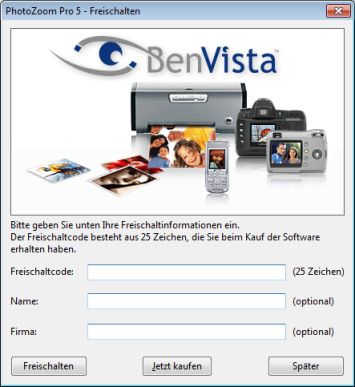 PhotoZoom Pro 5 - Freischalten
BenVista™
Bitte geben Sie unten Ihre Freischaltinformationen ein.
Der Freischaltcode besteht aus 25 Zeichen, die Sie beim Kauf der Software
erhalten haben.
Freischaltcode: (25 Zeichen)
Name: (optional)
Firma: (optional)
Freischalten Jetzt kaufen Später